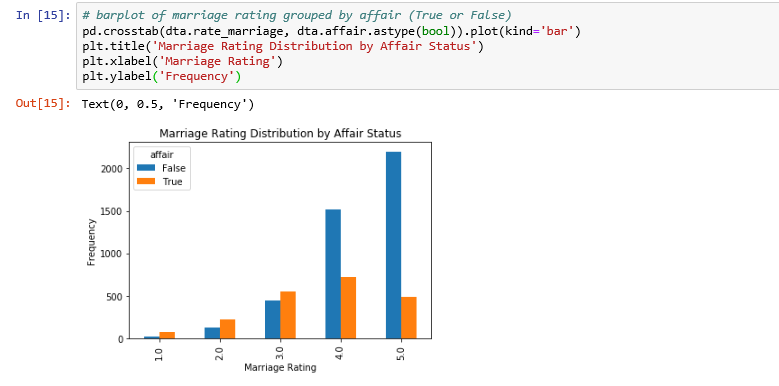 In [15]: # barplot of marriage rating grouped by affair (True or False)
pd.crosstab(dta.rate_marriage, dta.affair.astype(bool)).plot(kind='bar')
plt.title('Marriage Rating Distribution by Affair Status')
plt.xlabel('Marriage Rating')
plt.ylabel('Frequency')
Out[15]: Text(0, 0.5, 'Frequency')
Marriage Rating Distribution by Affair Status
affair
False
True
2000
1500
1000
500
0
Frequency
1.0 2.0 3.0 4.0 5.0
Marriage Rating